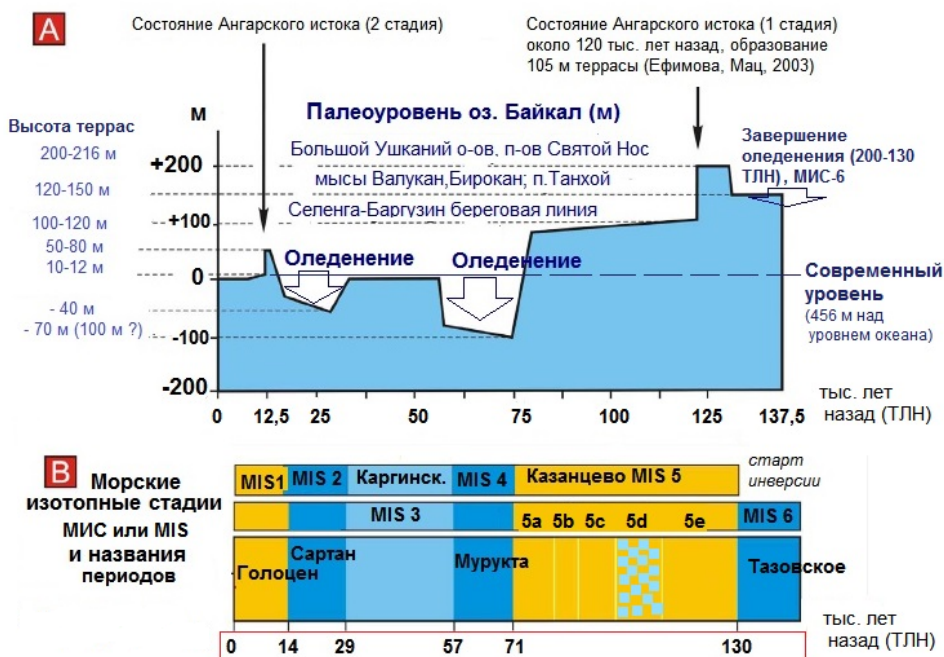 A
Состояние Ангарского истока (2 стадия)
Состояние Ангарского истока (1 стадия)
около 120 тыс. лет назад, образование
105 м террасы (Ефимова, Мац, 2003)
М
Палеоуровень оз. Байкал (м)
Высота террас
200-216 м
120-150 м
100-120 м
50-80 м
10-12 м
- 40 м
- 70 м (100 м ?)
+200
+100
0
-100
-200
Большой Ушканий о-ов, п-ов Святой Нос
мысы Валукан,Бирокан; п.Танхой
Селенга-Баргузин береговая линия
Оледенение
Оледенение
Завершение
оледенения (200-130
ТЛН) , МИС-6
Современный
уровень
(456 м над
уровнем океана)
0 12,5 25 50 75 100 125 137,5
тыс. лет
назад (ТЛН)
B
Морские
изотопные стадии
МИС или MIS
и названия
периодов
MIS1 MIS 2 Каргинск. MIS 4 Казанцево MIS 5
старт
инверсии
MIS 3 5a 5b 5c 5d 5e MIS 6
Голоцен Сартан Мурукта Тазовское
0 14 29 57 71 130
тыс. лет
назад (ТЛН)